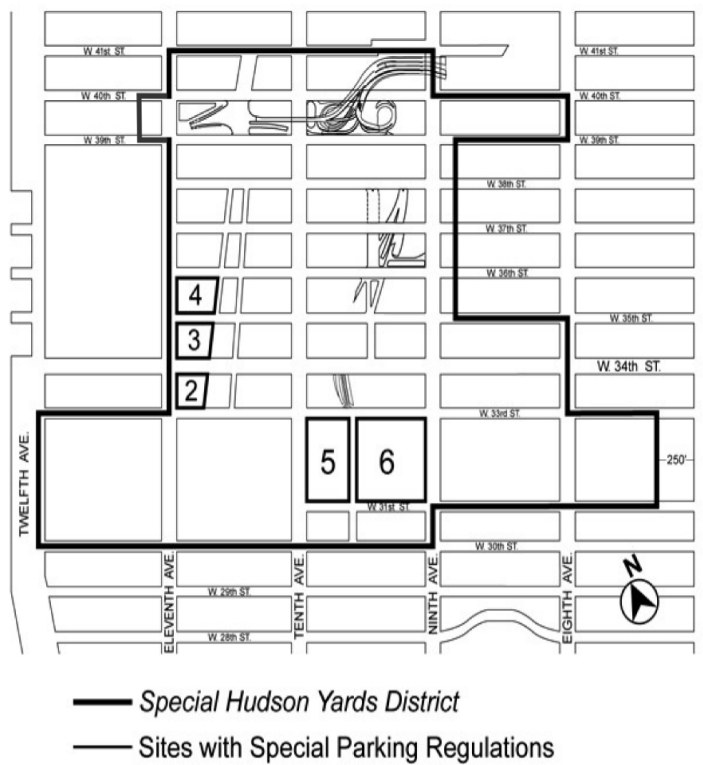 W. 41st ST. W. 41st ST.
W. 40th ST. W. 40th ST.
W. 39th ST. W. 39th ST.
W. 38th ST.
W. 37th ST.
W. 36th ST.
4
W. 35th ST.
3
W. 34th ST.
2
W. 33rd ST.
5 6 250'
TWELFTH AVE.
W. 31st ST.
W. 30th ST.
ELEVENTH AVE.
TENTH AVE.
NINTH AVE.
EIGHTH AVE.
N
W. 29th ST.
W. 28th ST.
Special Hudson Yards District
Sites with Special Parking Regulations